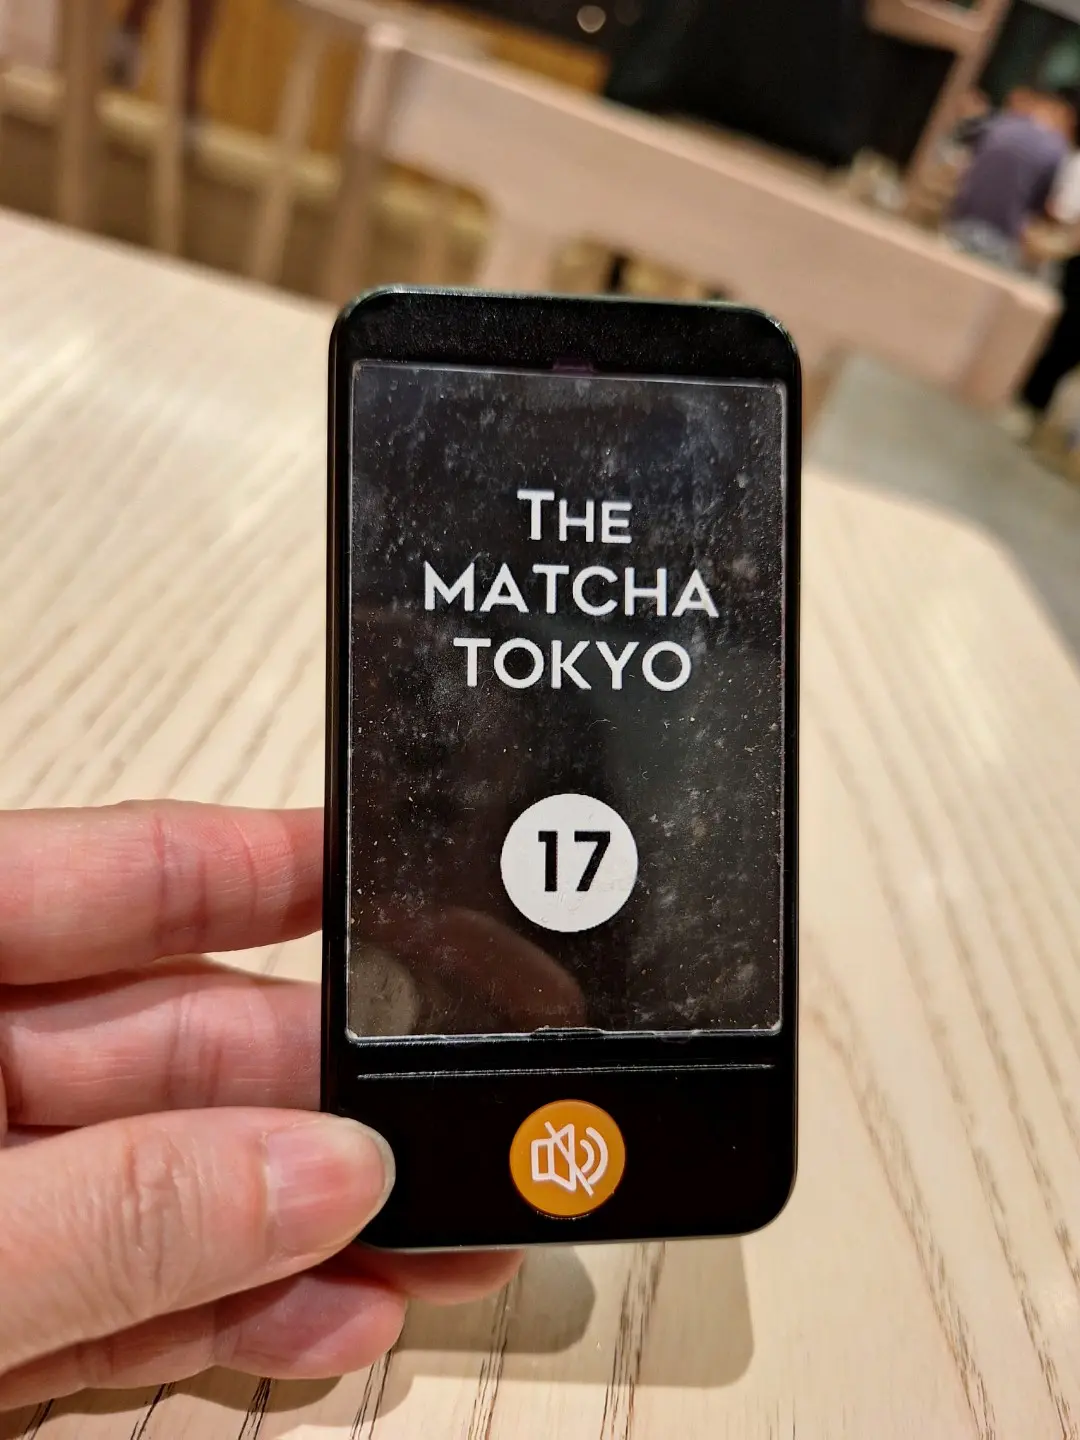 THE
MATCHA
TOKYO
17